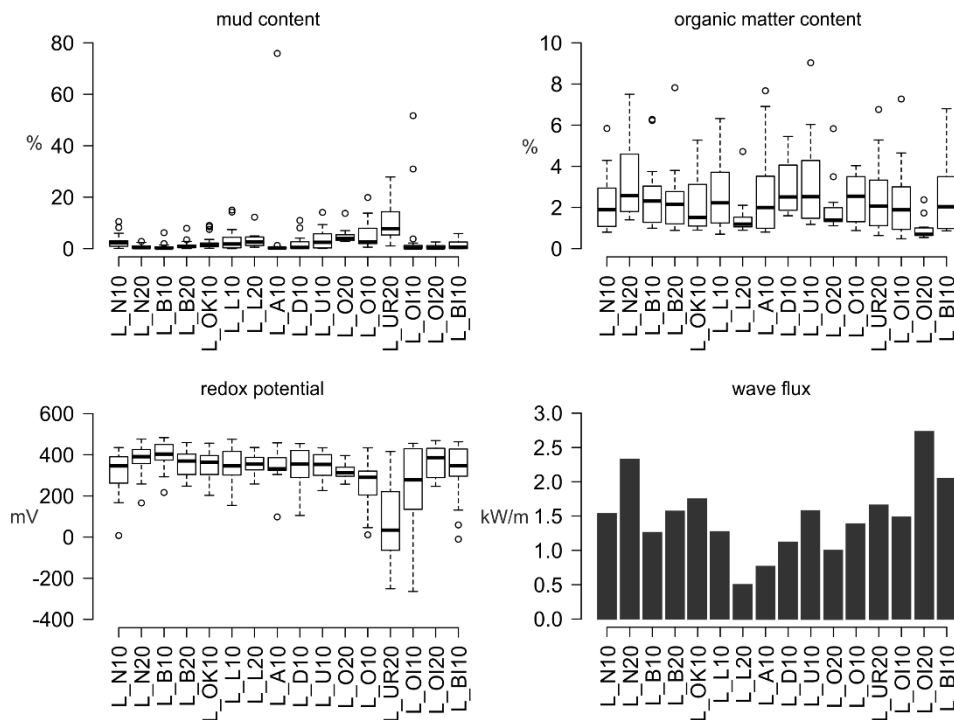 mud content
80
60
%
40
20
0
L_N10
L_N20
L_B10
L_B20
L_OK10
L_L10
L_L20
L_A10
L_D10
L_U10
L_O20
L_O10
L_UR20
L_OI10
L_OI20
L_BI10
organic matter content
10
8
6
%
4
2
0
L_N10
L_N20
L_B10
L_B20
L_OK10
L_L10
L_L20
L_A10
L_D10
L_U10
L_O20
L_O10
L_UR20
L_OI10
L_OI20
L_BI10
redox potential
600
400
200
mV
0
-200
-400
L_N10
L_N20
L_B10
L_B20
L_OK10
L_L10
L_L20
L_A10
L_D10
L_U10
L_O20
L_O10
L_UR20
L_OI10
L_OI20
L_BI10
wave flux
3.0
2.5
2.0
kW/m
1.5
1.0
0.5
0.0
L_N10
L_N20
L_B10
L_B20
L_OK10
L_L10
L_L20
L_A10
L_D10
L_U10
L_O20
L_O10
L_UR20
L_OI10
L_OI20
L_BI10